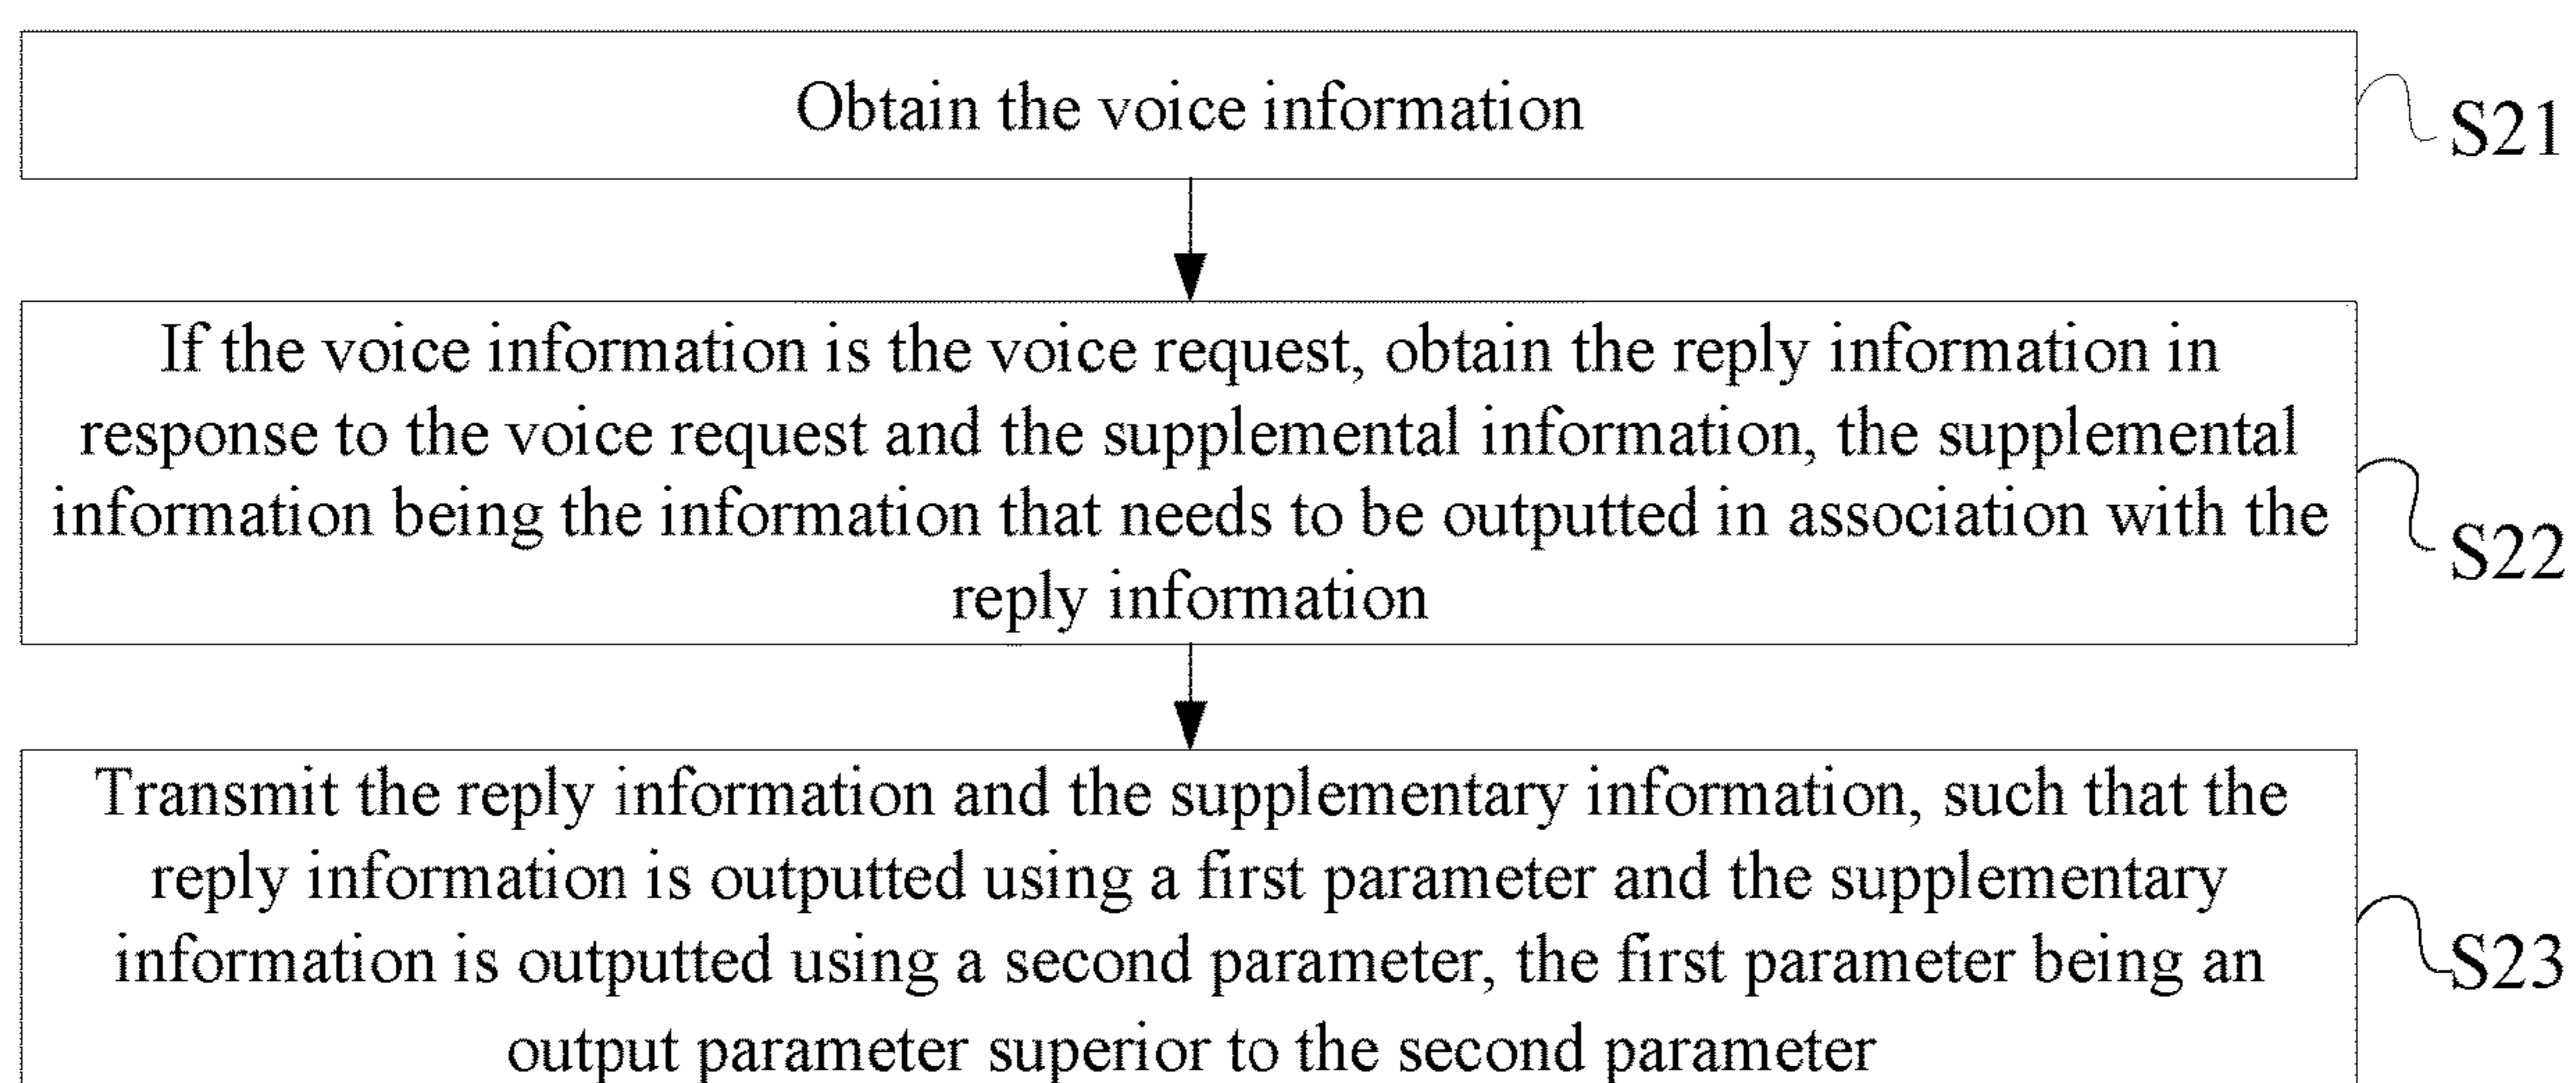 Obtain the voice information
S21
If the voice information is the voice request, obtain the reply information in
response to the voice request and the supplemental information, the supplemental
information being the information that needs to be outputted in association with the
reply information
S22
Transmit the reply information and the supplementary information, such that the
reply information is outputted using a first parameter and the supplementary
information is outputted using a second parameter, the first parameter being an
output parameter superior to the second parameter
S23